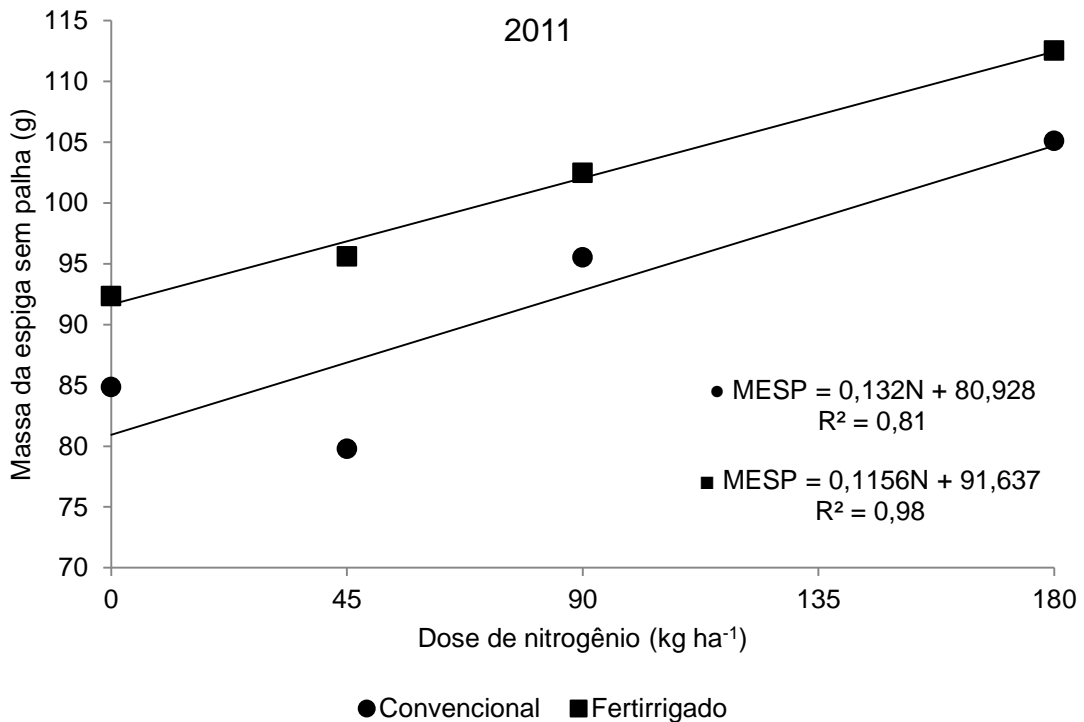 2011
Massa da espiga sem palha (g)
115
110
105
100
95
90
85
80
75
70
MESP = 0,132N + 80,928
R² = 0,81
MESP = 0,1156N + 91,637
R² = 0,98
0 45 90 135 180
Dose de nitrogênio (kg ha⁻¹)
Convencional Fertirrigado